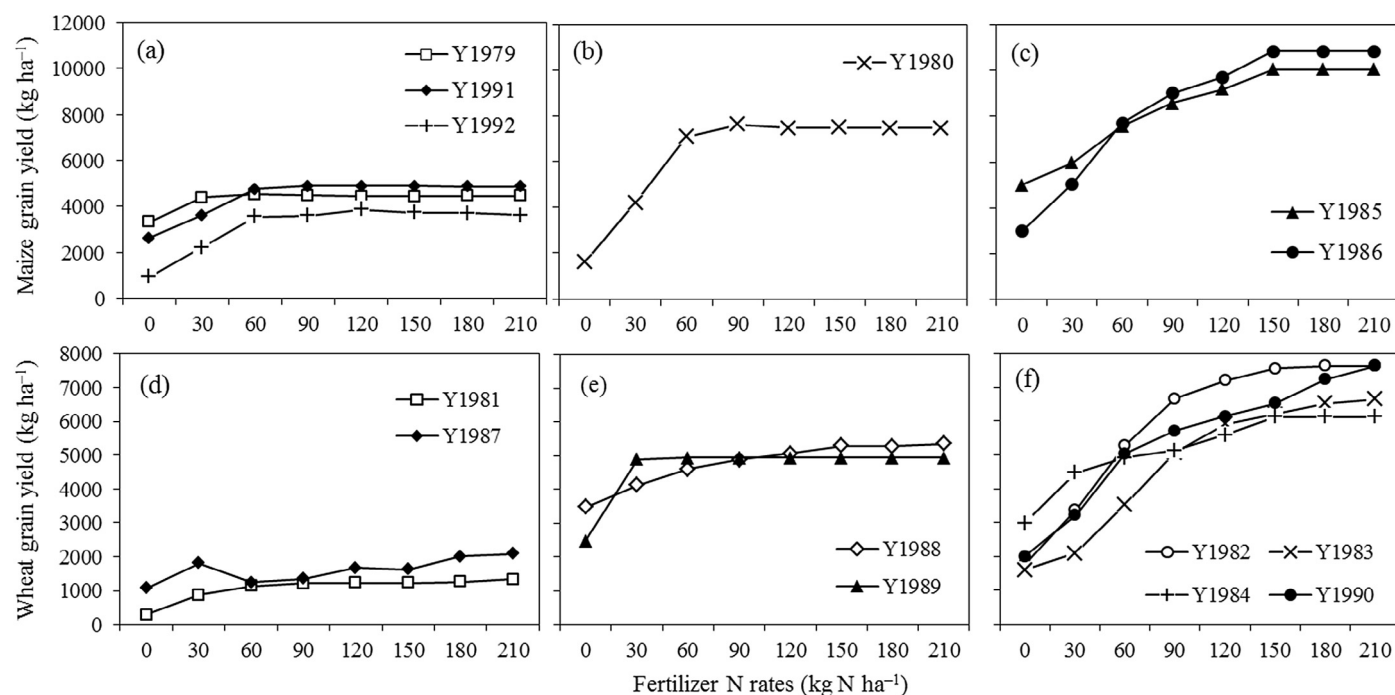 Maize grain yield (kg ha⁻¹)
12000
10000
8000
6000
4000
2000
0
(a)
Y1979
Y1991
Y1992
0 30 60 90 120 150 180 210
(b)
Y1980
0 30 60 90 120 150 180 210
(c)
Y1985
Y1986
0 30 60 90 120 150 180 210
Wheat grain yield (kg ha⁻¹)
8000
7000
6000
5000
4000
3000
2000
1000
0
(d)
Y1981
Y1987
0 30 60 90 120 150 180 210
(e)
Y1988
Y1989
0 30 60 90 120 150 180 210
(f)
Y1982 Y1983
Y1984 Y1990
0 30 60 90 120 150 180 210
Fertilizer N rates (kg N ha⁻¹)